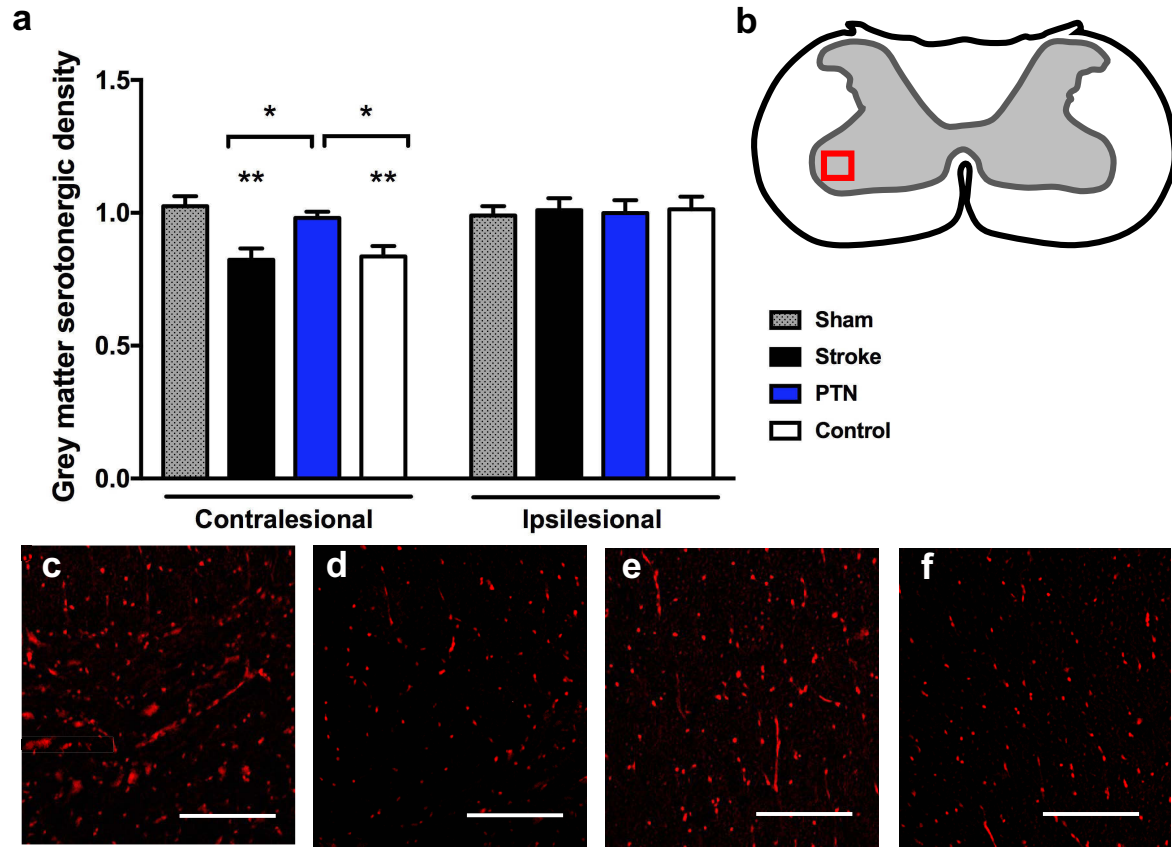 a
b
Grey matter serotonergic density
1.5
1.0
0.5
0.0
* *
** **
Contralesional Ipsilesional
Sham
Stroke
PTN
Control
c d e f